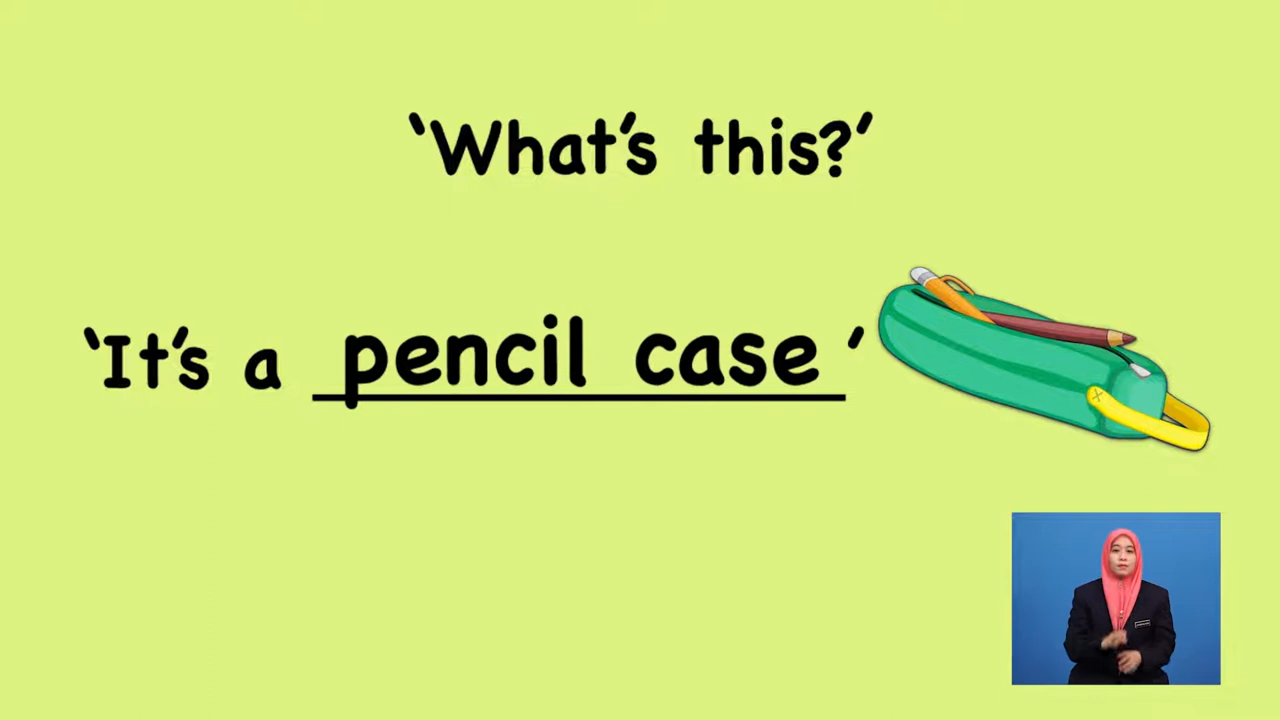 ‘What’s this?’
‘It’s a pencil case ’